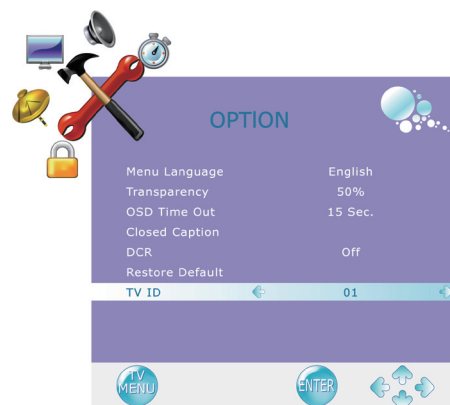 OPTION
Menu Language English
Transparency 50%
OSD Time Out 15 Sec.
Closed Caption
DCR Off
Restore Default
TV ID 01
TV MENU ENTER